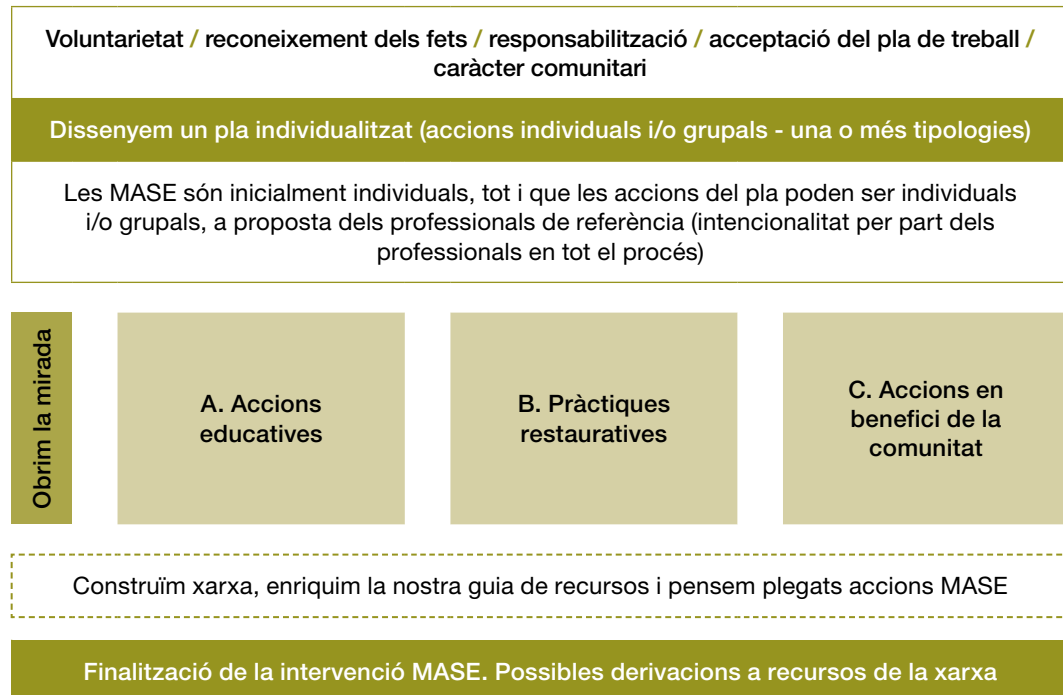 Voluntarietat / reconeixement dels fets / responsabilització / acceptació del pla de treball /
caràcter comunitari
Dissenyem un pla individualitzat (accions individuals i/o grupals - una o més tipologies)
Les MASE són inicialment individuals, tot i que les accions del pla poden ser individuals
i/o grupals, a proposta dels professionals de referència (intencionalitat per part dels
professionals en tot el procés)
Obrim la mirada
A. Accions
educatives
B. Pràctiques
restauratives
C. Accions en
benefici de la
comunitat
Construïm xarxa, enriquim la nostra guia de recursos i pensem plegats accions MASE
Finalització de la intervenció MASE. Possibles derivacions a recursos de la xarxa